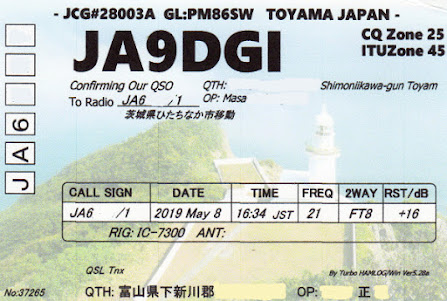 - JCG#28003A GL:PM86SW TOYAMA JAPAN -
JA9DGI
CQ Zone 25
ITUZone 45
Confirming Our QSO QTH: Shimoniikawa-gun Toyam
To Radio JA6 /1 OP: Masa
茨城県ひたちなか市移動
JA6
CALL SIGN DATE TIME FREQ 2WAY RST/dB
JA6 /1 2019 May 8 16:34 JST 21 FT8 +16
RIG: IC-7300 ANT:
QSL Tnx
By Turbo HAMLOG/Win Ver5.28a
No:37265 QTH: 富山県下新川郡 OP: 正